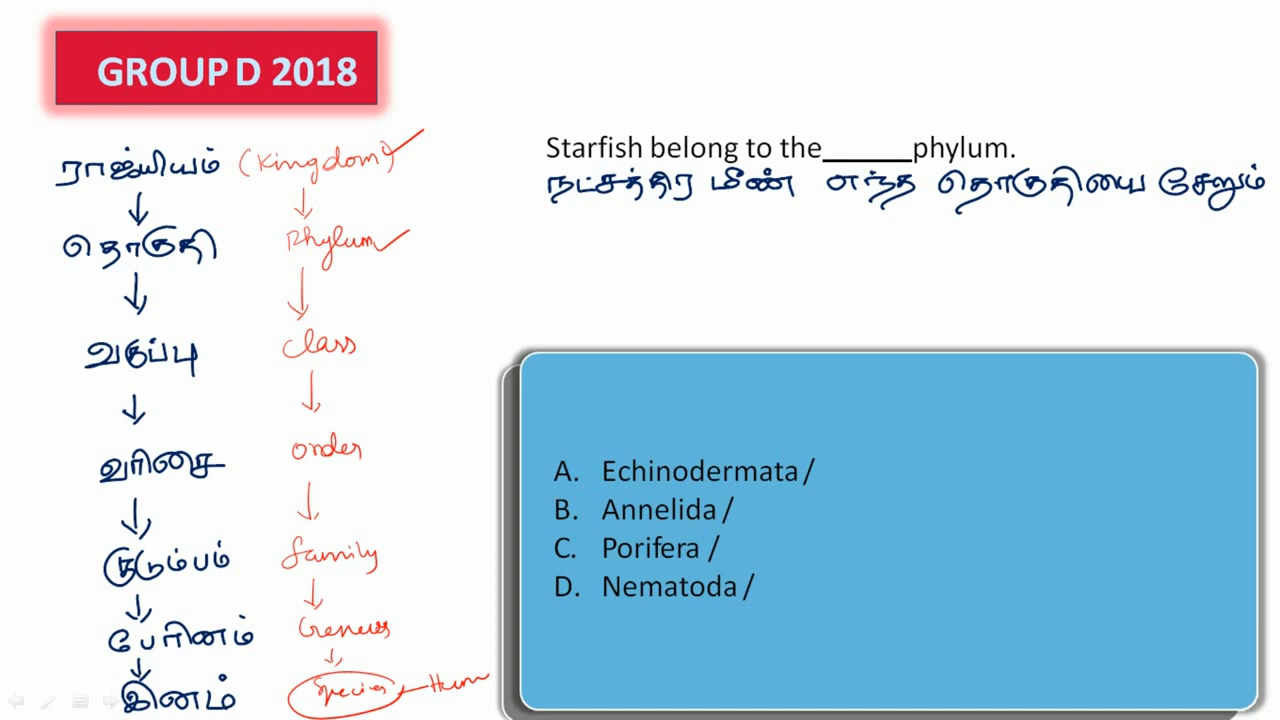 GROUP D 2018
Starfish belong to the______phylum.
நட்சத்திர மீண் எந்த தொகுதியை சேலும்
ராஜ்யியம் (Kingdom)
தொகுதி Phylum
வகுப்பு class
வரிசை order
குடும்பம் family
பேரினம் Genus
இனம் Species Hum
A. Echinodermata /
B. Annelida /
C. Porifera /
D. Nematoda /